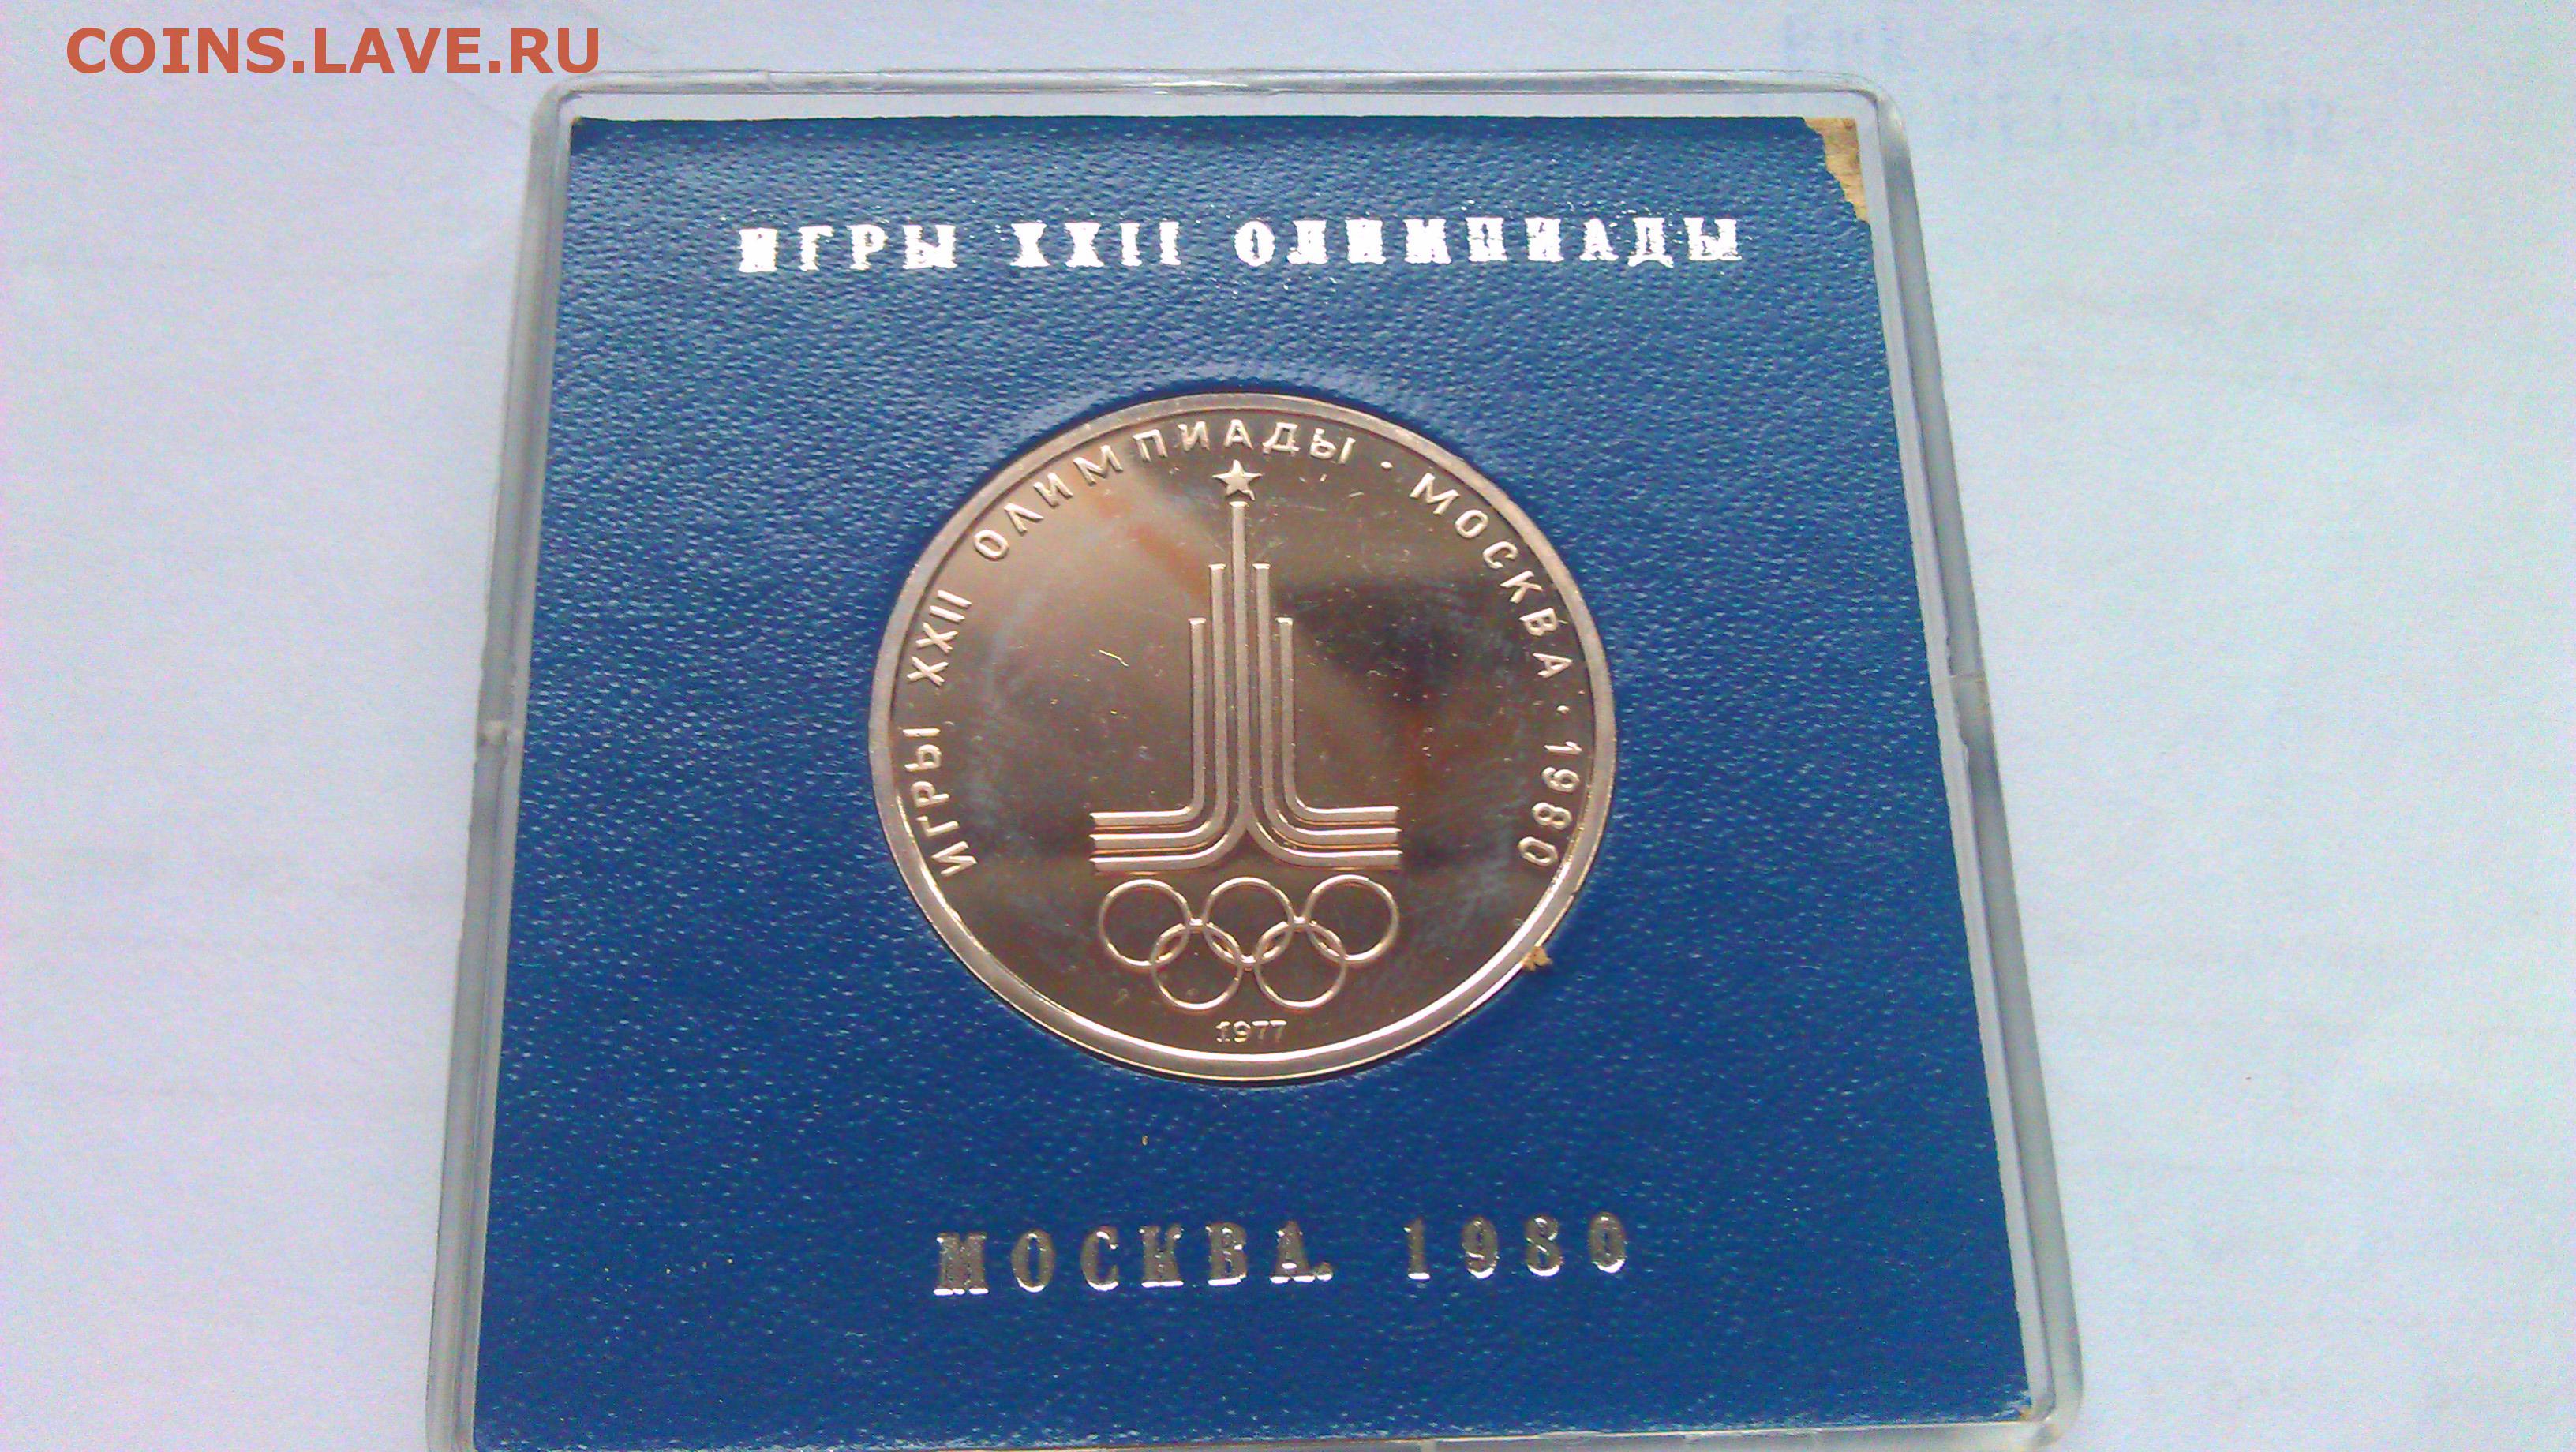 COINS.LAVE.RU
ИГРЫ XXII ОЛИМПИАДЫ
ИГРЫ XXII ОЛИМПИАДЫ · МОСКВА · 1980
1977
МОСКВА. 1980